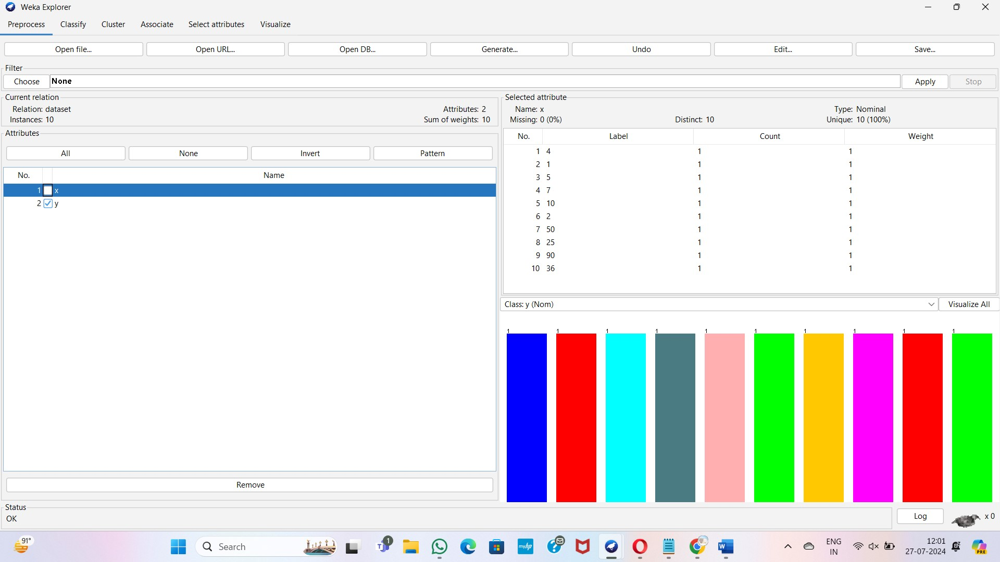 Weka Explorer
Preprocess Classify Cluster Associate Select attributes Visualize
Open file... Open URL... Open DB... Generate... Undo Edit... Save...
Filter
Choose None Apply Stop
Current relation
Relation: dataset Attributes: 2
Instances: 10 Sum of weights: 10
Attributes
All None Invert Pattern
No. Name
1 x
2 y
Remove
Selected attribute
Name: x Type: Nominal
Missing: 0 (0%) Distinct: 10 Unique: 10 (100%)
No. Label Count Weight
1 4 1 1
2 1 1 1
3 5 1 1
4 7 1 1
5 10 1 1
6 2 1 1
7 50 1 1
8 25 1 1
9 90 1 1
10 36 1 1
Class: y (Nom) Visualize All
1 1 1 1 1 1 1 1 1 1
Status
OK
Log x 0
91° Search 1 myhp ENG 12:01
IN 27-07-2024 PRE